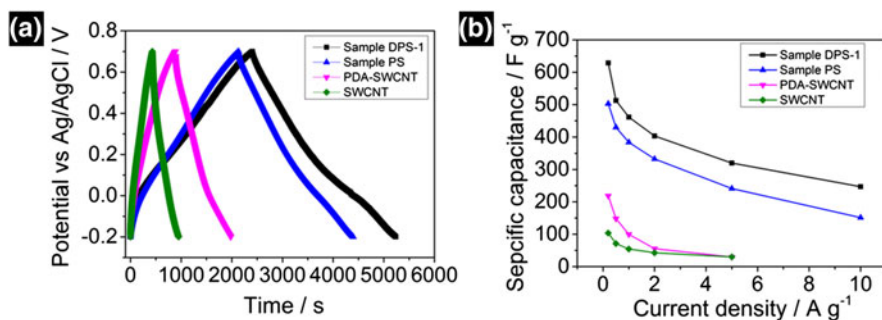 (a)
Potential vs Ag/AgCl / V
0.8
0.6
0.4
0.2
0.0
-0.2
Sample DPS-1
Sample PS
PDA-SWCNT
SWCNT
0 1000 2000 3000 4000 5000 6000
Time / s
(b)
Sepcific capacitance / F g-1
700
600
500
400
300
200
100
0
Sample DPS-1
Sample PS
PDA-SWCNT
SWCNT
0 2 4 6 8 10
Current density / A g-1